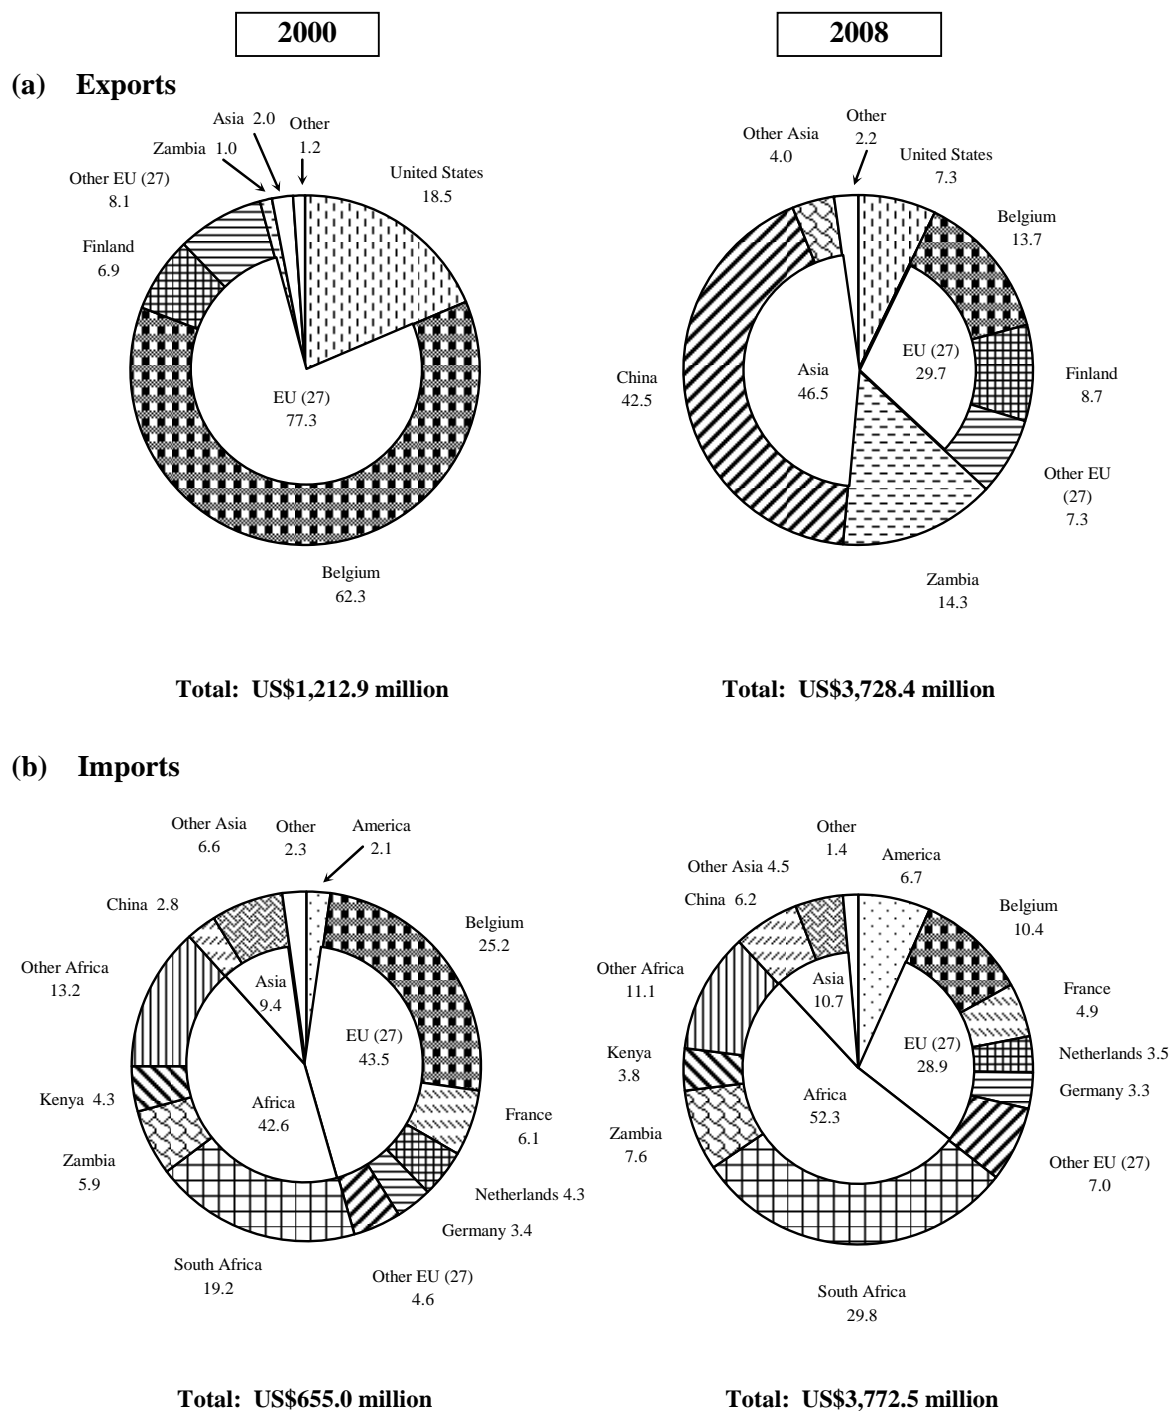 2000
2008
(a) Exports
Asia 2.0
Other
1.2
Zambia 1.0
United States
18.5
Other EU (27)
8.1
Finland
6.9
EU (27)
77.3
Belgium
62.3
Other
2.2
Other Asia
4.0
United States
7.3
Belgium
13.7
EU (27)
29.7
Asia
46.5
China
42.5
Finland
8.7
Other EU
(27)
7.3
Zambia
14.3
Total: US$1,212.9 million
Total: US$3,728.4 million
(b) Imports
Other Asia
6.6
Other
2.3
America
2.1
China 2.8
Belgium
25.2
Other Africa
13.2
Asia
9.4
EU (27)
43.5
Kenya 4.3
Africa
42.6
France
6.1
Zambia
5.9
Netherlands 4.3
Germany 3.4
South Africa
19.2
Other EU (27)
4.6
Other
1.4
America
6.7
Other Asia 4.5
China 6.2
Belgium
10.4
Other Africa
11.1
Asia
10.7
France
4.9
EU (27)
28.9
Kenya
3.8
Netherlands 3.5
Germany 3.3
Africa
52.3
Zambia
7.6
Other EU (27)
7.0
South Africa
29.8
Total: US$655.0 million
Total: US$3,772.5 million